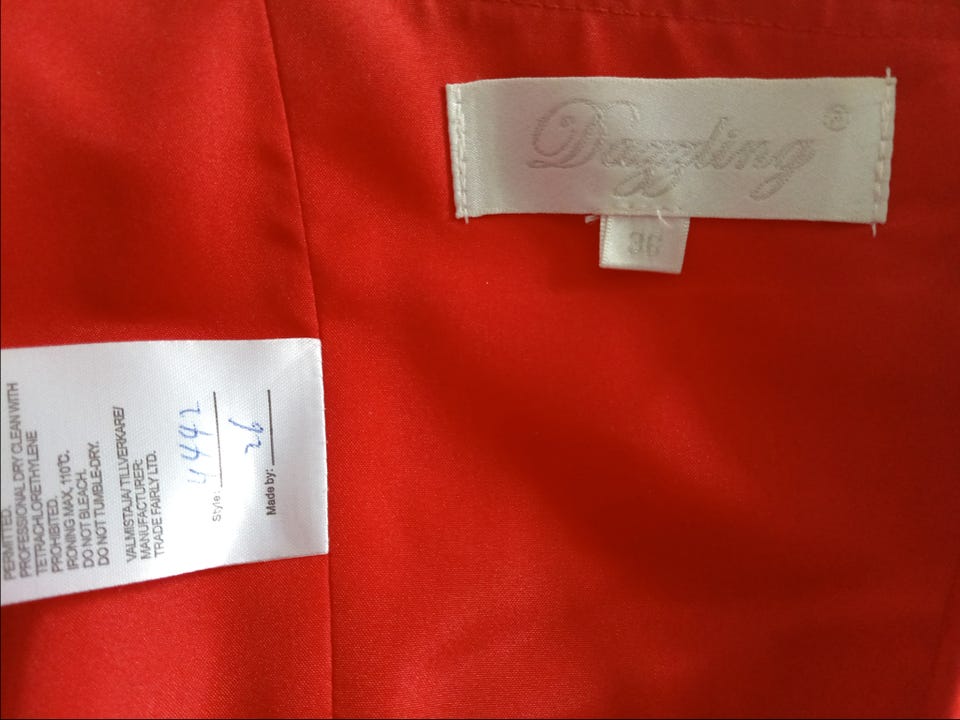 Dazzling®
36
PERMITTED.
PROFESSIONAL DRY CLEAN WITH
TETRACHLORETHYLENE
PROHIBITED.
IRONING MAX, 110℃.
DO NOT BLEACH.
DO NOT TUMBLE-DRY.
VALMISTAJA/ TILLVERKARE/
MANUFACTURER:
TRADE FAIRLY LTD.
Style: 4442
Made by: 26